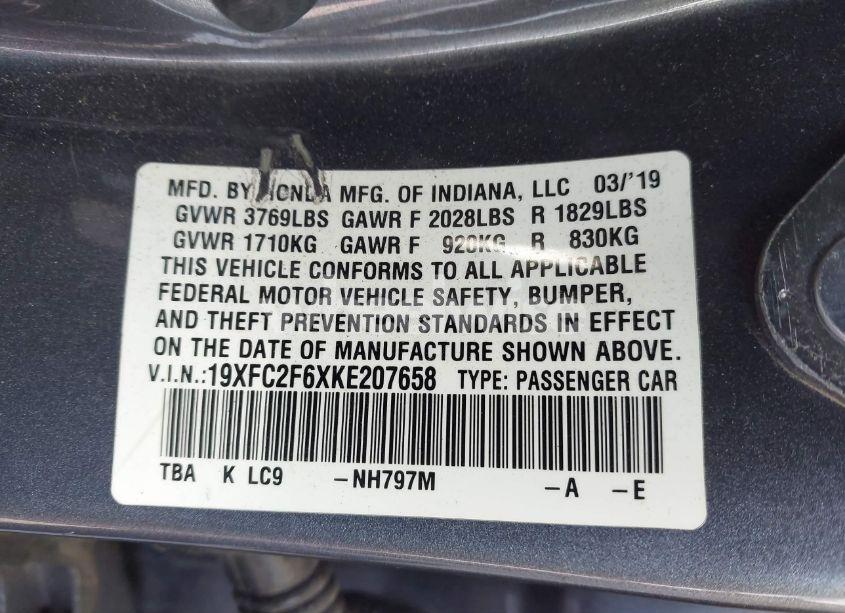 MFD. BY HONDA MFG. OF INDIANA, LLC 03/'19
GVWR 3769LBS GAWR F 2028LBS R 1829LBS
GVWR 1710KG GAWR F 920KG R 830KG
THIS VEHICLE CONFORMS TO ALL APPLICABLE
FEDERAL MOTOR VEHICLE SAFETY, BUMPER,
AND THEFT PREVENTION STANDARDS IN EFFECT
ON THE DATE OF MANUFACTURE SHOWN ABOVE.
V.I.N.:19XFC2F6XKE207658 TYPE: PASSENGER CAR
TBA K LC9 -NH797M -A -E